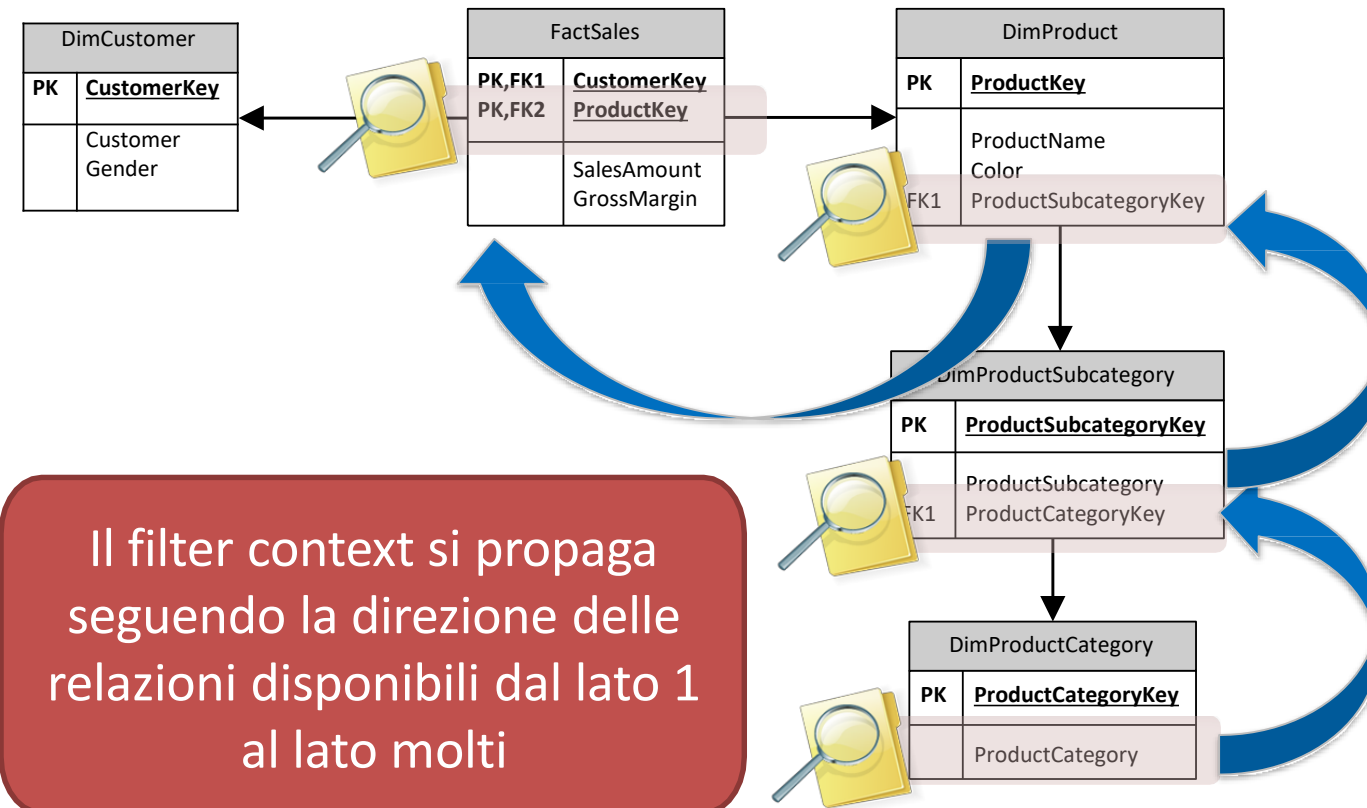 DimCustomer
PK CustomerKey
Customer
Gender
FactSales
PK,FK1 CustomerKey
PK,FK2 ProductKey
SalesAmount
GrossMargin
DimProduct
PK ProductKey
ProductName
Color
FK1 ProductSubcategoryKey
DimProductSubcategory
PK ProductSubcategoryKey
ProductSubcategory
FK1 ProductCategoryKey
DimProductCategory
PK ProductCategoryKey
ProductCategory
Il filter context si propaga
seguendo la direzione delle
relazioni disponibili dal lato 1
al lato molti